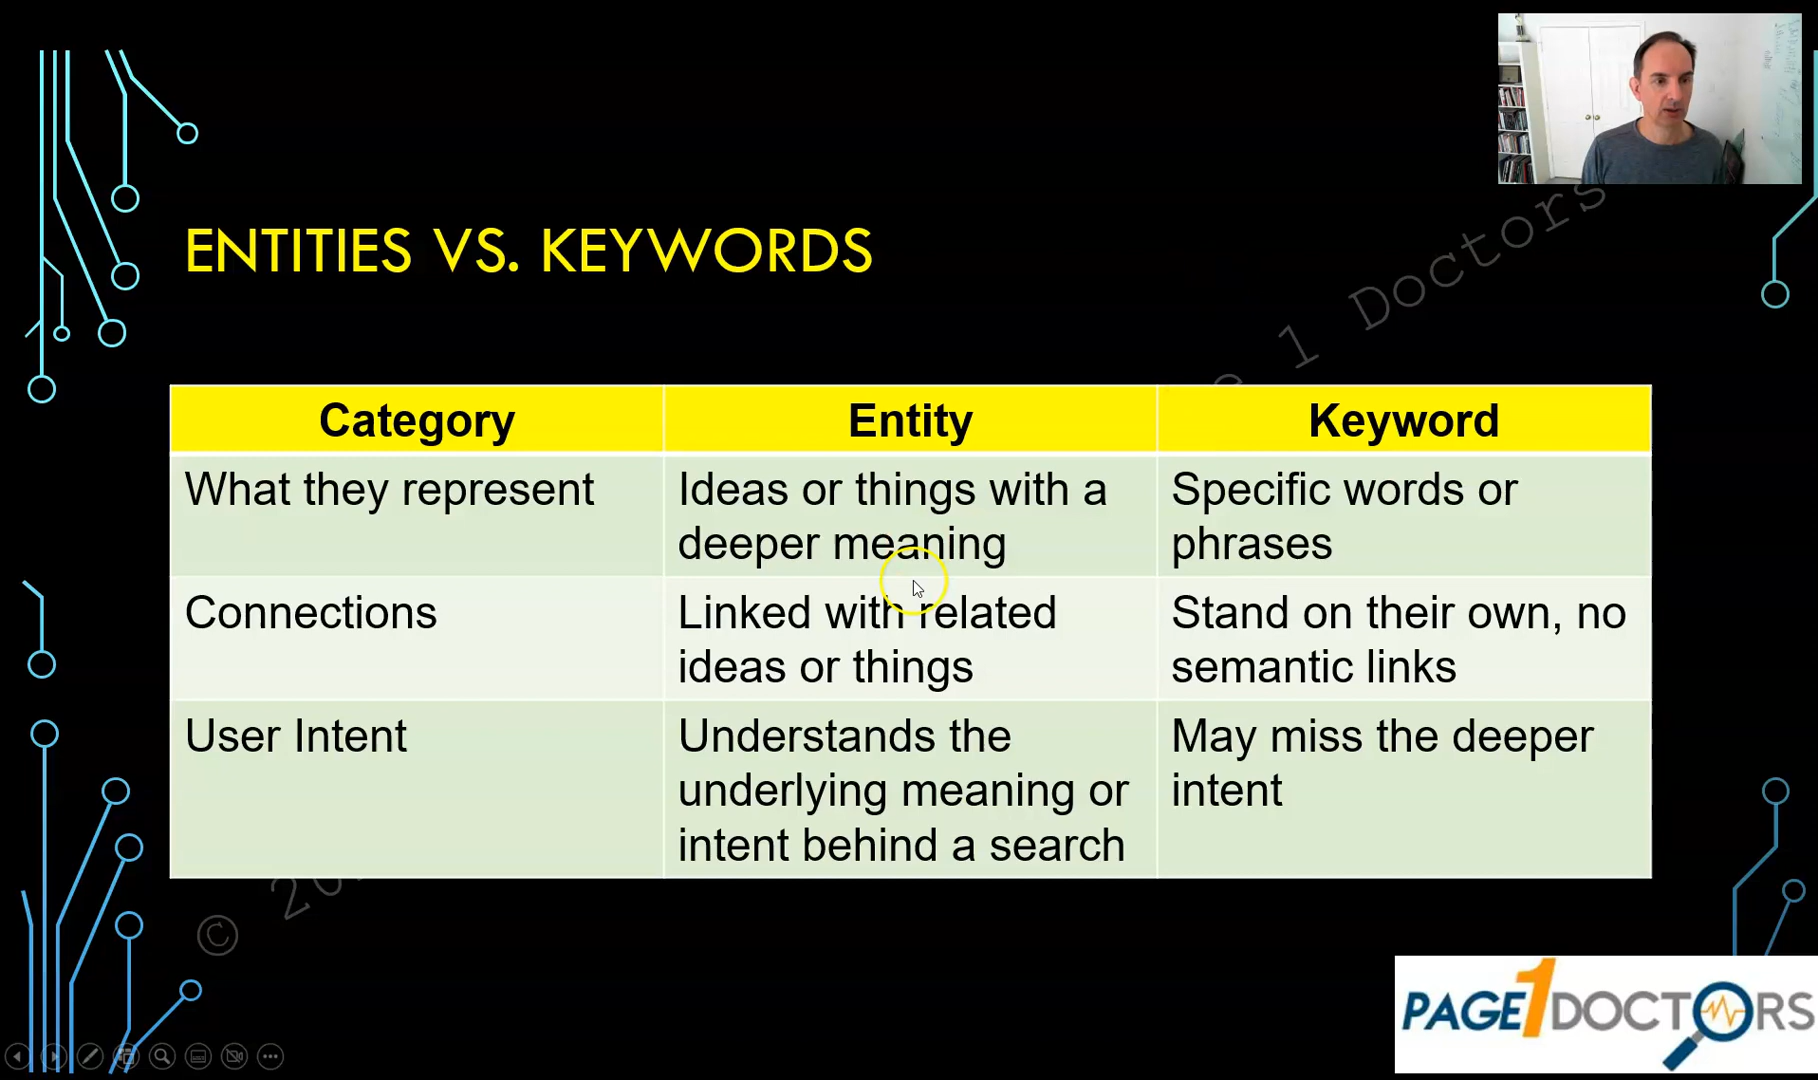 ENTITIES VS. KEYWORDS
Category
Entity
Keyword
What they represent
Ideas or things with a
deeper meaning
Specific words or
phrases
Connections
Linked with related
ideas or things
Stand on their own, no
semantic links
User Intent
Understands the
underlying meaning or
intent behind a search
May miss the deeper
intent
© 1 Doctors
PAGE1DOCTORS